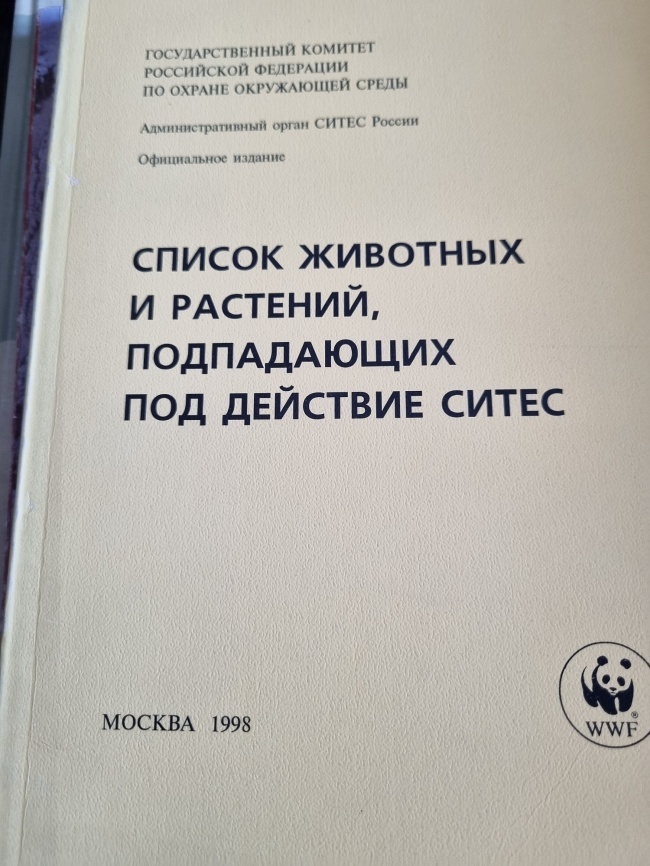 ГОСУДАРСТВЕННЫЙ КОМИТЕТ
РОССИЙСКОЙ ФЕДЕРАЦИИ
ПО ОХРАНЕ ОКРУЖАЮЩЕЙ СРЕДЫ
Административный орган СИТЕС России
Официальное издание
СПИСОК ЖИВОТНЫХ
И РАСТЕНИЙ,
ПОДПАДАЮЩИХ
ПОД ДЕЙСТВИЕ СИТЕС
МОСКВА 1998
®
WWF